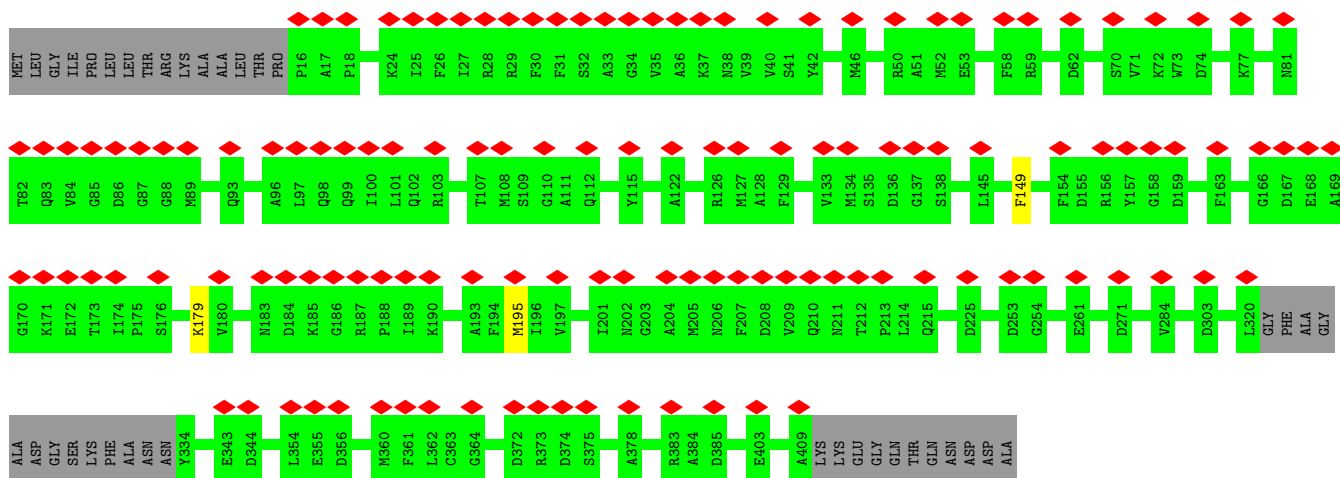 MET LEU GLY ILE PRO LEU LEU THR ARG LYS ALA ALA LEU THR PRO P16 A17 P18 K24 I25 F26 I27 R28 R29 F30 F31 S32 A33 G34 V35 A36 K37 N38 V39 V40 S41 Y42 M46 R50 A51 M52 E53 F58 R59 D62 S70 V71 K72 W73 D74 K77 N81
T82 Q83 V84 G85 D86 G87 G88 M89 Q93 A96 L97 Q98 Q99 I100 L101 Q102 R103 T107 M108 S109 G110 A111 Q112 Y115 A122 R126 M127 A128 F129 V133 M134 S135 D136 G137 S138 L145 F149 F154 D155 R156 Y157 G158 D159 F163 G166 D167 E168 A169
G170 K171 E172 T173 I174 P175 S176 K179 V180 N183 D184 K185 G186 R187 P188 I189 K190 A193 F194 M195 I196 V197 I201 N202 G203 A204 M205 N206 F207 D208 V209 Q210 N211 T212 P213 L214 Q215 D225 D253 G254 E261 D271 V284 D303 L320 GLY PHE ALA GLY
ALA ASP GLY SER LYS PHE ALA ASN ASN Y334 E343 D344 L354 E355 D356 M360 F361 L362 C363 G364 D372 R373 D374 S375 A378 R383 A384 D385 E403 A409 LYS LYS GLU GLY GLN THR GLN ASN ASP ASP ALA